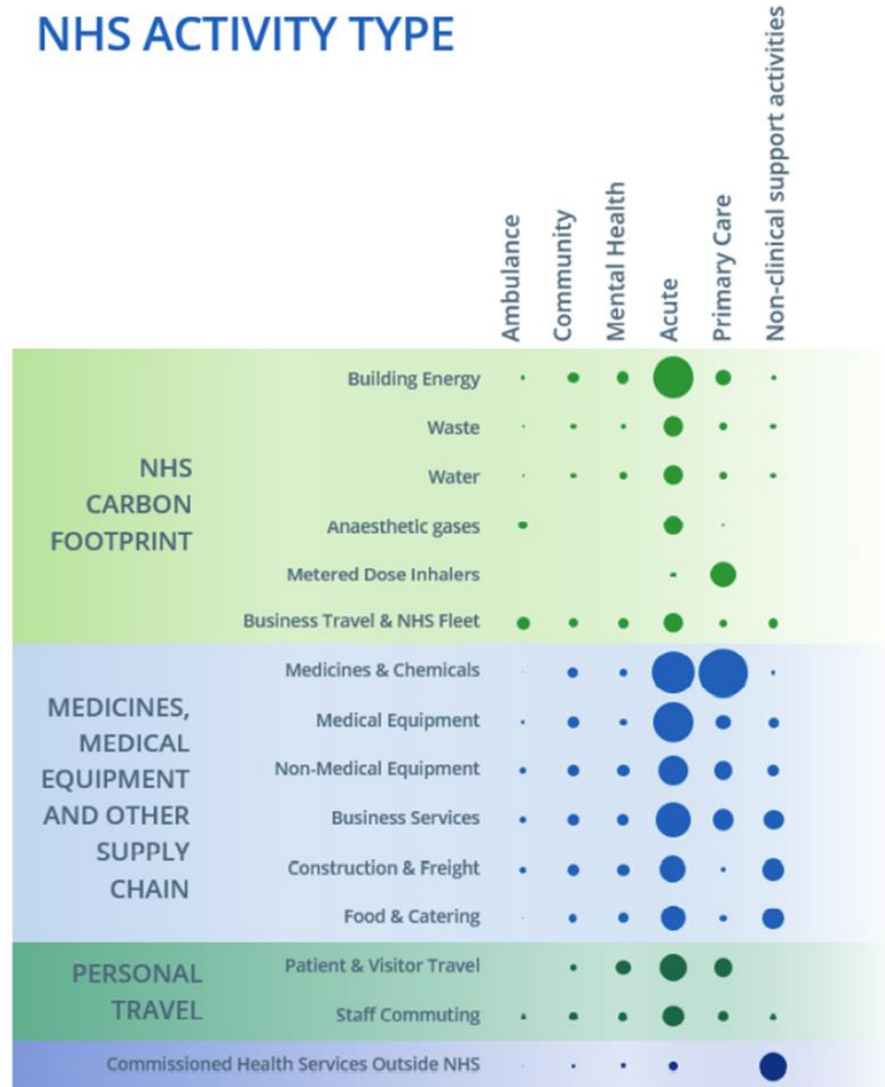 NHS ACTIVITY TYPE
Ambulance
Community
Mental Health
Acute
Primary Care
Non-clinical support activities
NHS
CARBON
FOOTPRINT
Building Energy
Waste
Water
Anaesthetic gases
Metered Dose Inhalers
Business Travel & NHS Fleet
MEDICINES,
MEDICAL
EQUIPMENT
AND OTHER
SUPPLY
CHAIN
Medicines & Chemicals
Medical Equipment
Non-Medical Equipment
Business Services
Construction & Freight
Food & Catering
PERSONAL
TRAVEL
Patient & Visitor Travel
Staff Commuting
Commissioned Health Services Outside NHS